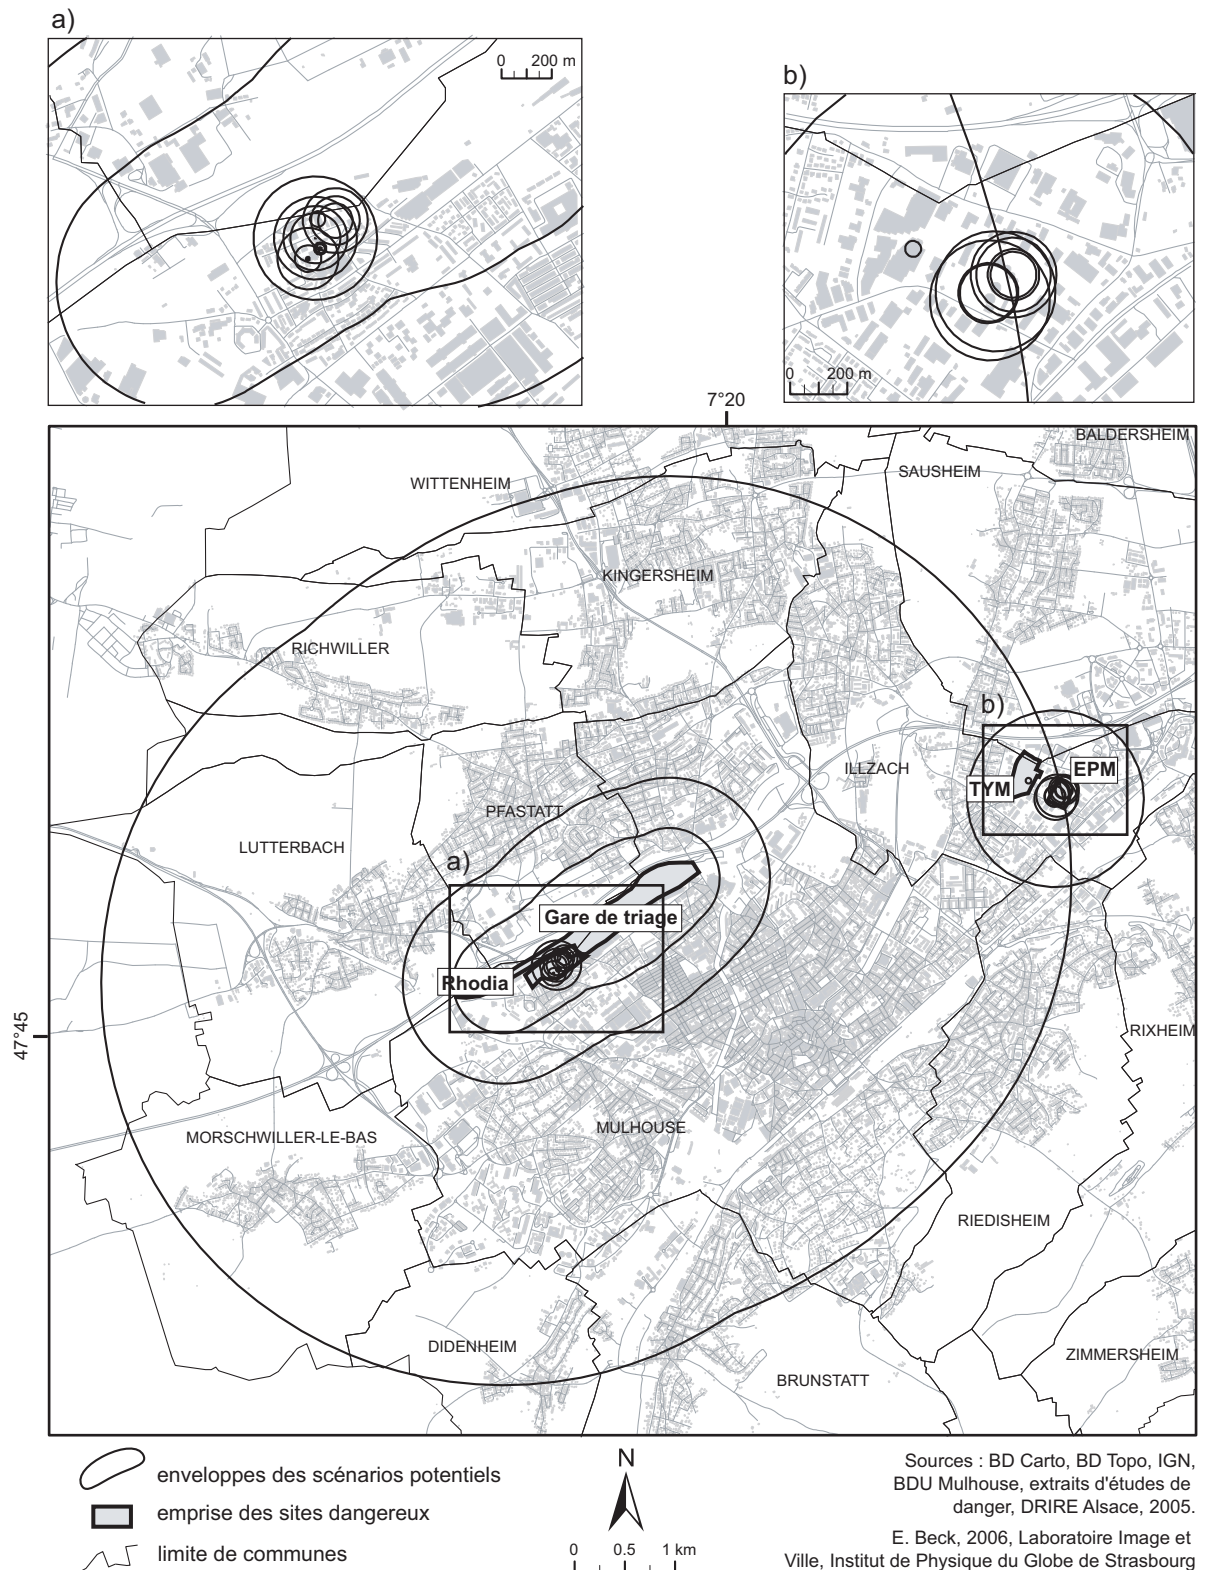 a)
0 200 m
b)
0 200 m
7°20
BALDERSHEIM
SAUSHEIM
WITTENHEIM
KINGERSHEIM
RICHWILLER
b)
ILLZACH
EPM
TYM
PFASTATT
LUTTERBACH
a)
Gare de triage
Rhodia
47°45
RIXHEIM
MULHOUSE
MORSCHWILLER-LE-BAS
RIEDISHEIM
DIDENHEIM
ZIMMERSHEIM
BRUNSTATT
enveloppes des scénarios potentiels
emprise des sites dangereux
limite de communes
N
0 0.5 1 km
Sources : BD Carto, BD Topo, IGN,
BDU Mulhouse, extraits d'études de
danger, DRIRE Alsace, 2005.
E. Beck, 2006, Laboratoire Image et
Ville, Institut de Physique du Globe de Strasbourg